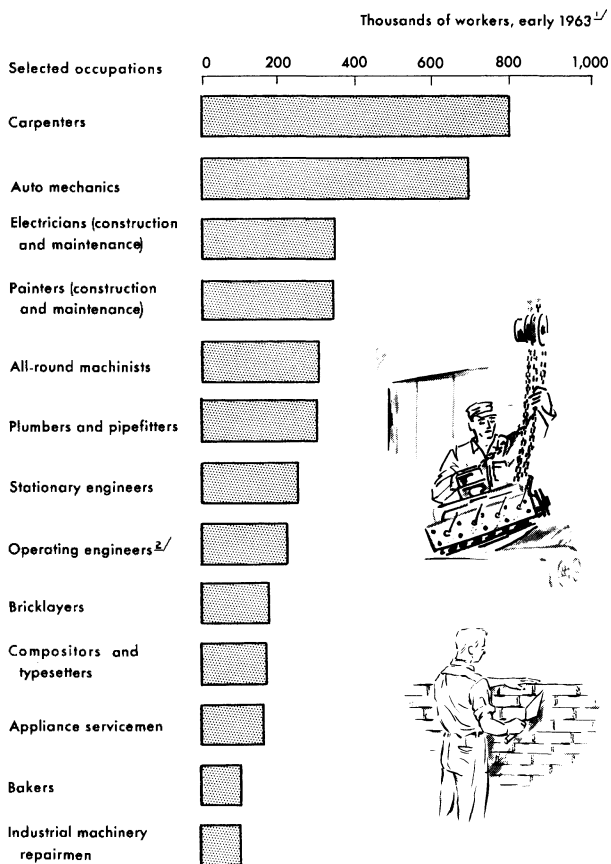 Thousands of workers, early 1963 1/
Selected occupations
0 200 400 600 800 1,000
Carpenters
Auto mechanics
Electricians (construction
and maintenance)
Painters (construction
and maintenance)
All-round machinists
Plumbers and pipefitters
Stationary engineers
Operating engineers 2/
Bricklayers
Compositors and
typesetters
Appliance servicemen
Bakers
Industrial machinery
repairmen